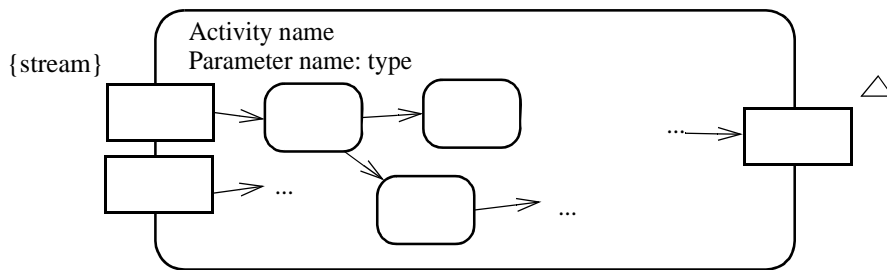 Activity name
{stream}
Parameter name: type
...
...
...